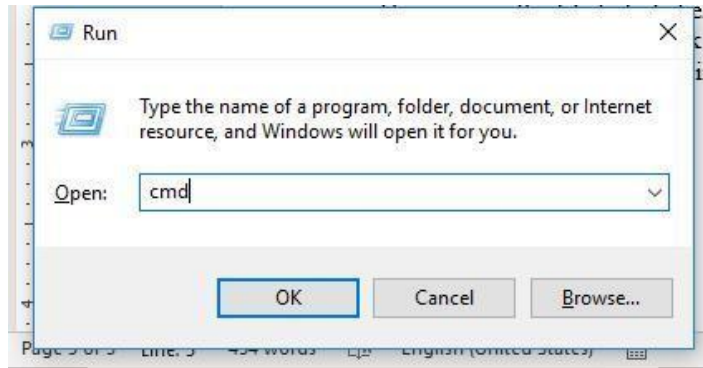 Run
Type the name of a program, folder, document, or Internet
resource, and Windows will open it for you.
Open: cmd
OK Cancel Browse...